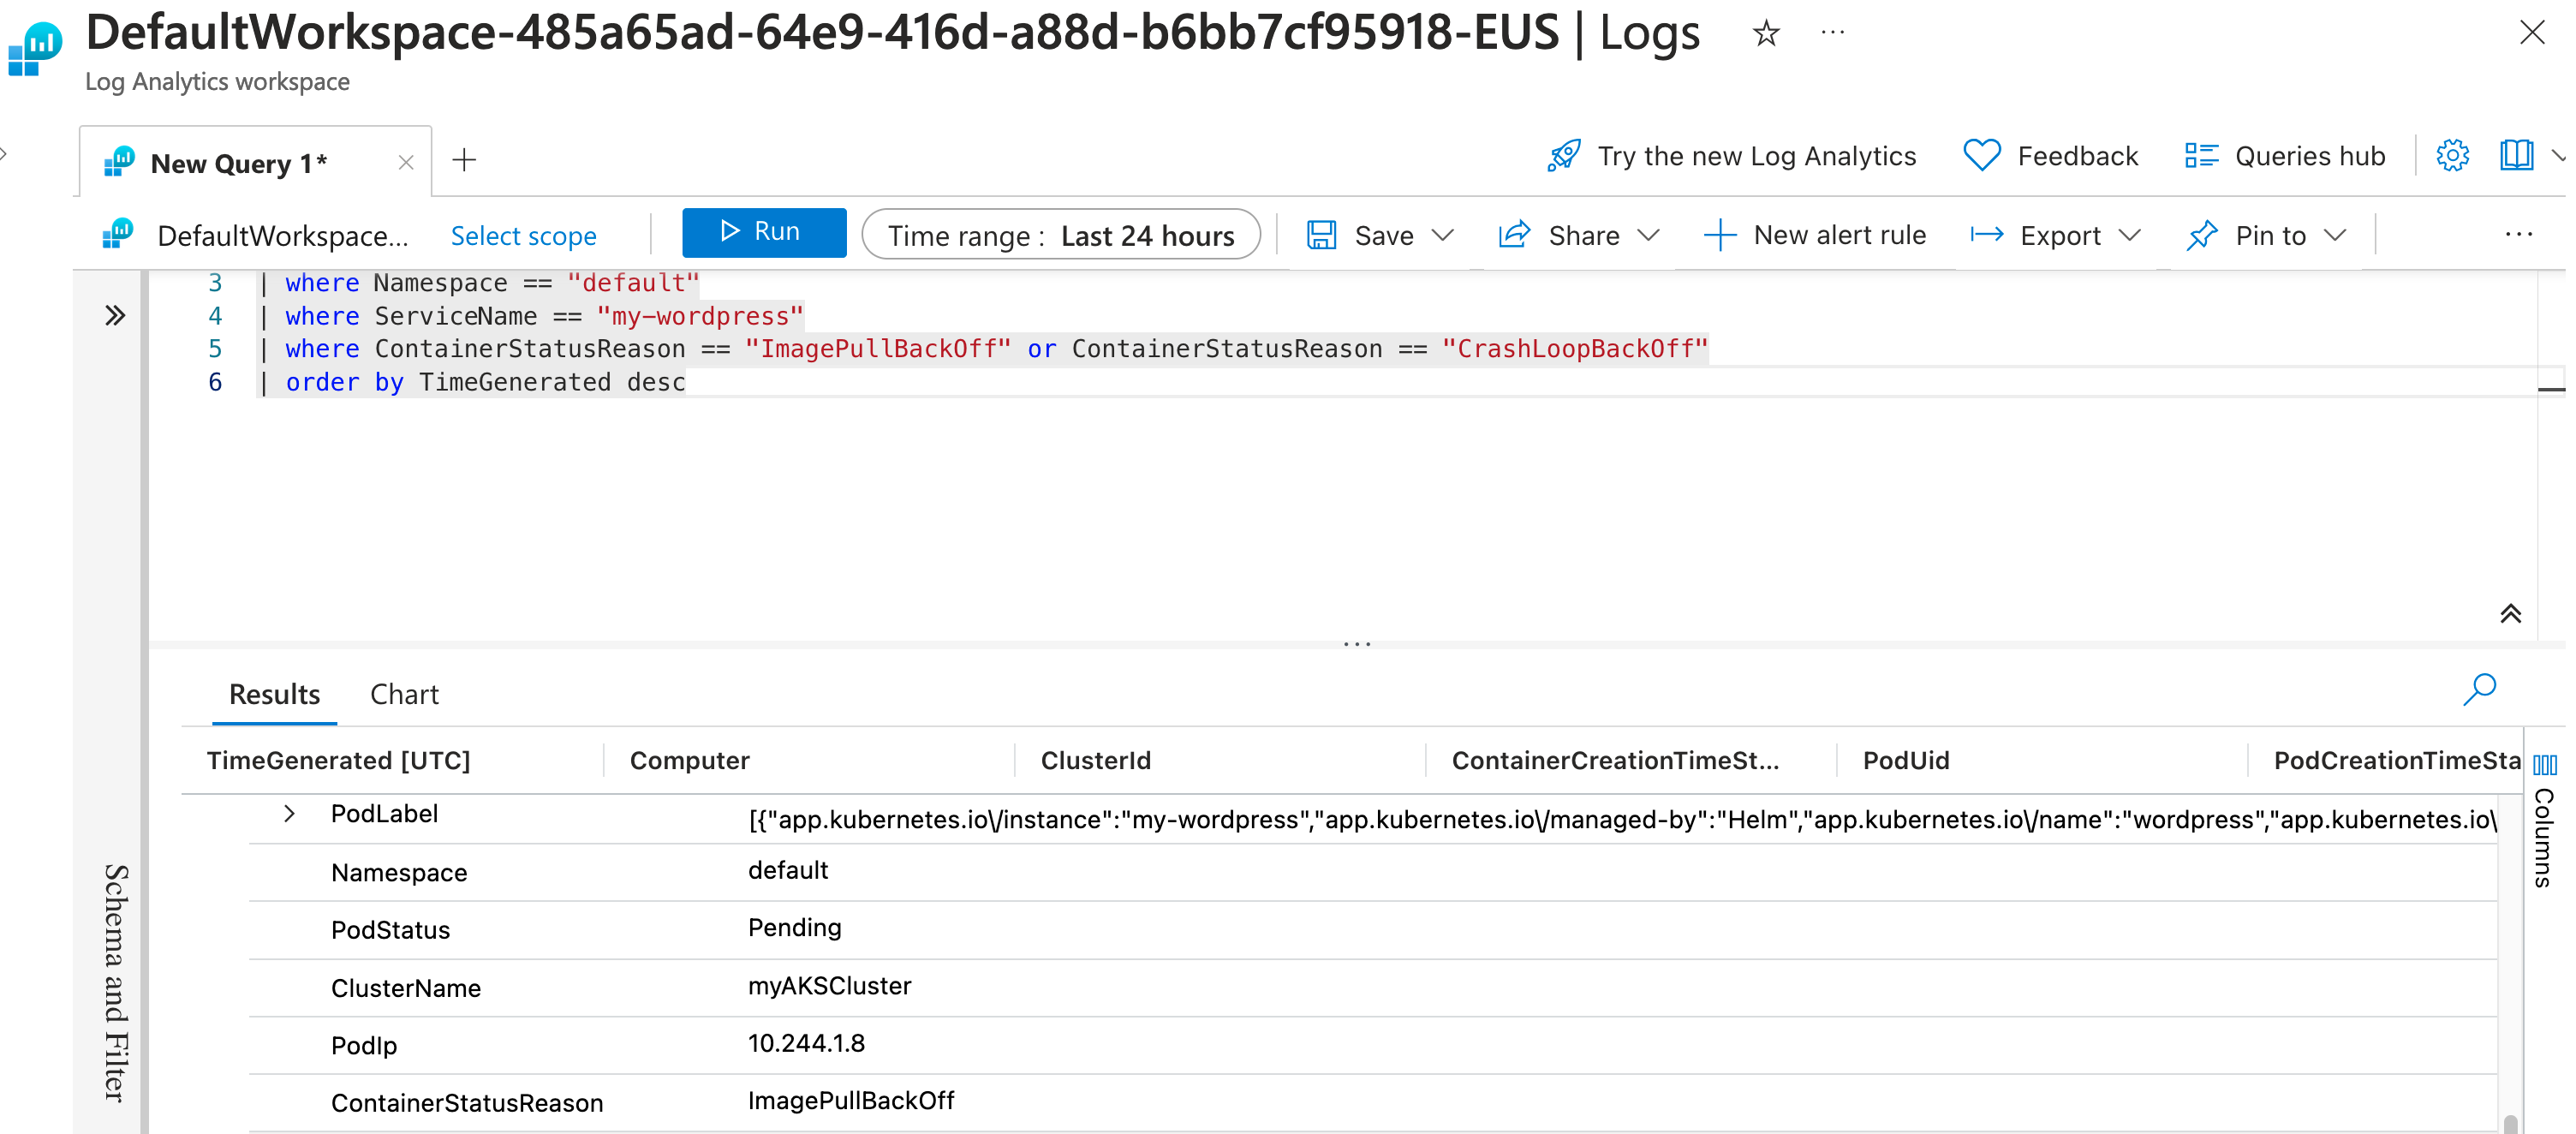 DefaultWorkspace-485a65ad-64e9-416d-a88d-b6bb7cf95918-EUS | Logs ☆ ...
Log Analytics workspace
New Query 1*
Try the new Log Analytics
Feedback
Queries hub
DefaultWorkspace...
Select scope
Run
Time range : Last 24 hours
Save
Share
New alert rule
Export
Pin to
...
3 | where Namespace == "default"
4 | where ServiceName == "my-wordpress"
5 | where ContainerStatusReason == "ImagePullBackOff" or ContainerStatusReason == "CrashLoopBackOff"
6 | order by TimeGenerated desc
...
Schema and Filter
Results
Chart
TimeGenerated [UTC]
Computer
ClusterId
ContainerCreationTimeSt...
PodUid
PodCreationTimeSta
Columns
PodLabel [{"app.kubernetes.io\/instance":"my-wordpress","app.kubernetes.io\/managed-by":"Helm","app.kubernetes.io\/name":"wordpress","app.kubernetes.io\
Namespace default
PodStatus Pending
ClusterName myAKSCluster
PodIp 10.244.1.8
ContainerStatusReason ImagePullBackOff